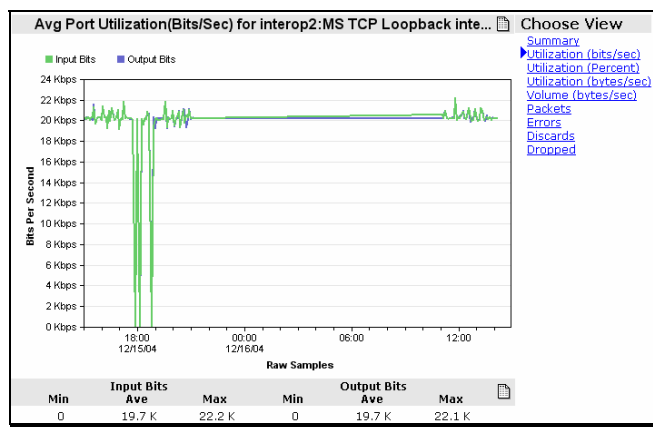 Avg Port Utilization(Bits/Sec) for interop2:MS TCP Loopback inte...
Input Bits
Output Bits
24 Kbps
22 Kbps
20 Kbps
18 Kbps
16 Kbps
14 Kbps
12 Kbps
10 Kbps
8 Kbps
6 Kbps
4 Kbps
2 Kbps
0 Kbps
Bits Per Second
18:00 00:00 06:00 12:00
12/15/04 12/16/04
Raw Samples
Input Bits Output Bits
Min Ave Max Min Ave Max
0 19.7 K 22.2 K 0 19.7 K 22.1 K
Choose View
Summary
Utilization (bits/sec)
Utilization (Percent)
Utilization (bytes/sec)
Volume (bytes/sec)
Packets
Errors
Discards
Dropped